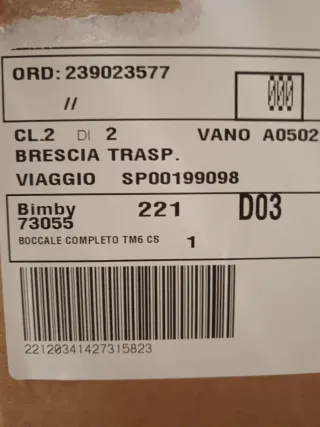 ORD: 239023577
//
CL.2 DI 2 VANO A0502
BRESCIA TRASP.
VIAGGIO SP00199098
Bimby 221 D03
73055
BOCCALE COMPLETO TM6 CS 1
22120341427315823